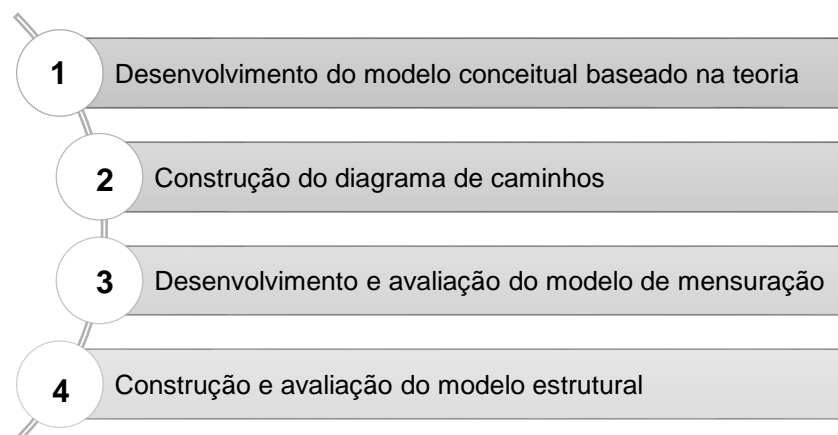 1 Desenvolvimento do modelo conceitual baseado na teoria
2 Construção do diagrama de caminhos
3 Desenvolvimento e avaliação do modelo de mensuração
4 Construção e avaliação do modelo estrutural